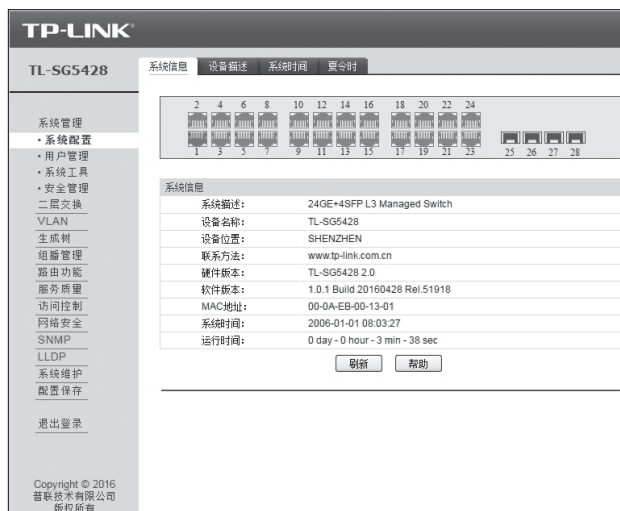 TP-LINK
TL-SG5428
系统信息 设备描述 系统时间 夏令时
系统管理
·系统配置
·用户管理
·系统工具
·安全管理
二层交换
VLAN
生成树
组播管理
路由功能
服务质量
访问控制
网络安全
SNMP
LLDP
系统维护
配置保存
退出登录
Copyright © 2016
普联技术有限公司
版权所有
2 4 6 8 10 12 14 16 18 20 22 24
1 3 5 7 9 11 13 15 17 19 21 23 25 26 27 28
系统信息
系统描述: 24GE+4SFP L3 Managed Switch
设备名称: TL-SG5428
设备位置: SHENZHEN
联系方法: www.tp-link.com.cn
硬件版本: TL-SG5428 2.0
软件版本: 1.0.1 Build 20160428 Rel.51918
MAC地址: 00-0A-EB-00-13-01
系统时间: 2006-01-01 08:03:27
运行时间: 0 day - 0 hour - 3 min - 38 sec
刷新 帮助